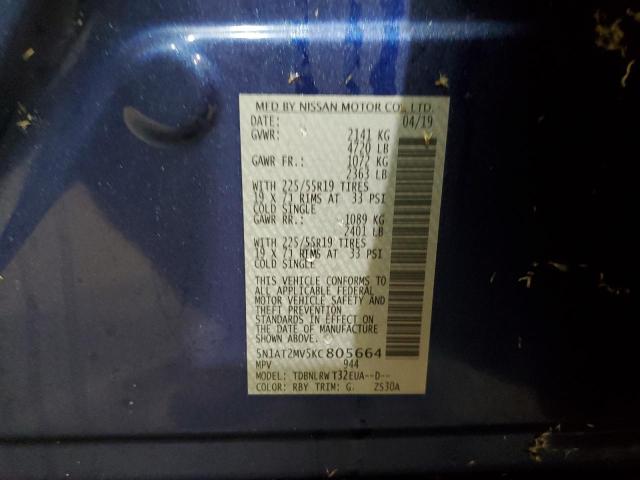 MFD BY NISSAN MOTOR CO., LTD.
DATE: 04/19
GVWR: 2141 KG
4720 LB
GAWR FR.: 1072 KG
2363 LB
WITH 225/55R19 TIRES
19 X 7J RIMS AT 33 PSI
COLD SINGLE
GAWR RR.: 1089 KG
2401 LB
WITH 225/55R19 TIRES
19 X 7J RIMS AT 33 PSI
COLD SINGLE
THIS VEHICLE CONFORMS TO
ALL APPLICABLE FEDERAL
MOTOR VEHICLE SAFETY AND
THEFT PREVENTION
STANDARDS IN EFFECT ON
THE DATE OF MANUFACTURE
SHOWN ABOVE.
5N1AT2MV5KC805664
MPV 944
MODEL: TDBNLRW T32EUA--D--
COLOR: RBY TRIM: G. ZS30A